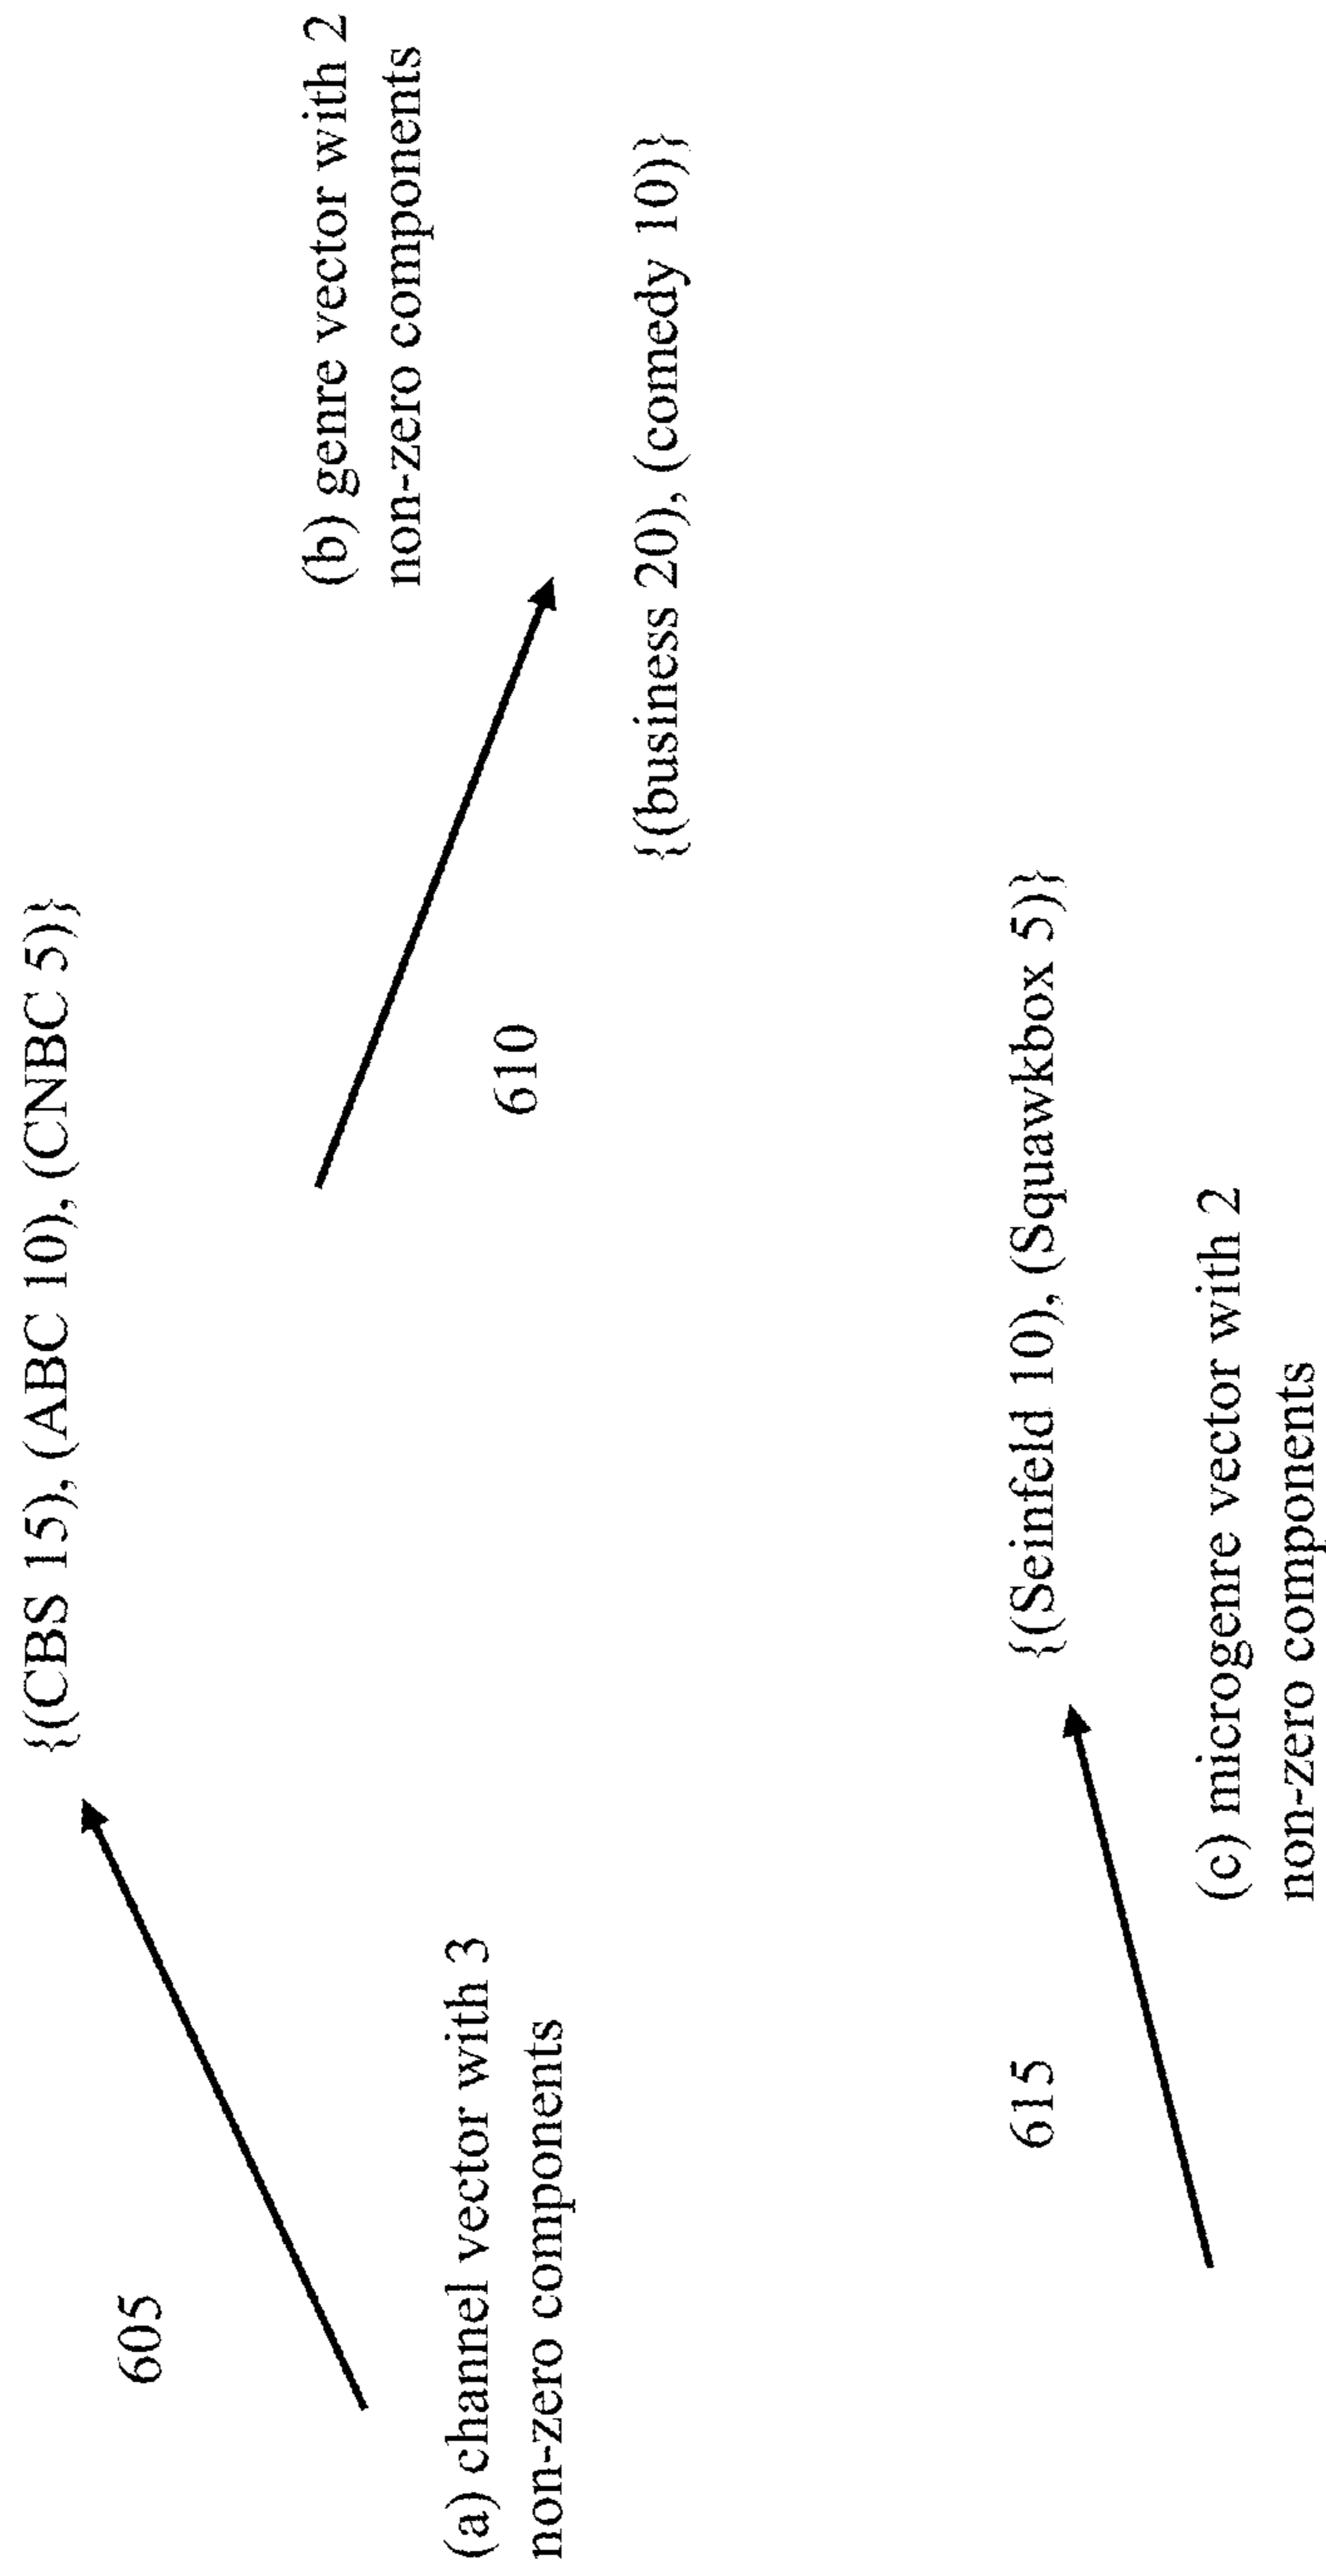 {(CBS 15), (ABC 10), (CNBC 5)}
605
(b) genre vector with 2
non-zero components
(a) channel vector with 3
non-zero components
610
{(business 20), (comedy 10)}
615
{(Seinfeld 10), (Squawkbox 5)}
(c) microgenre vector with 2
non-zero components